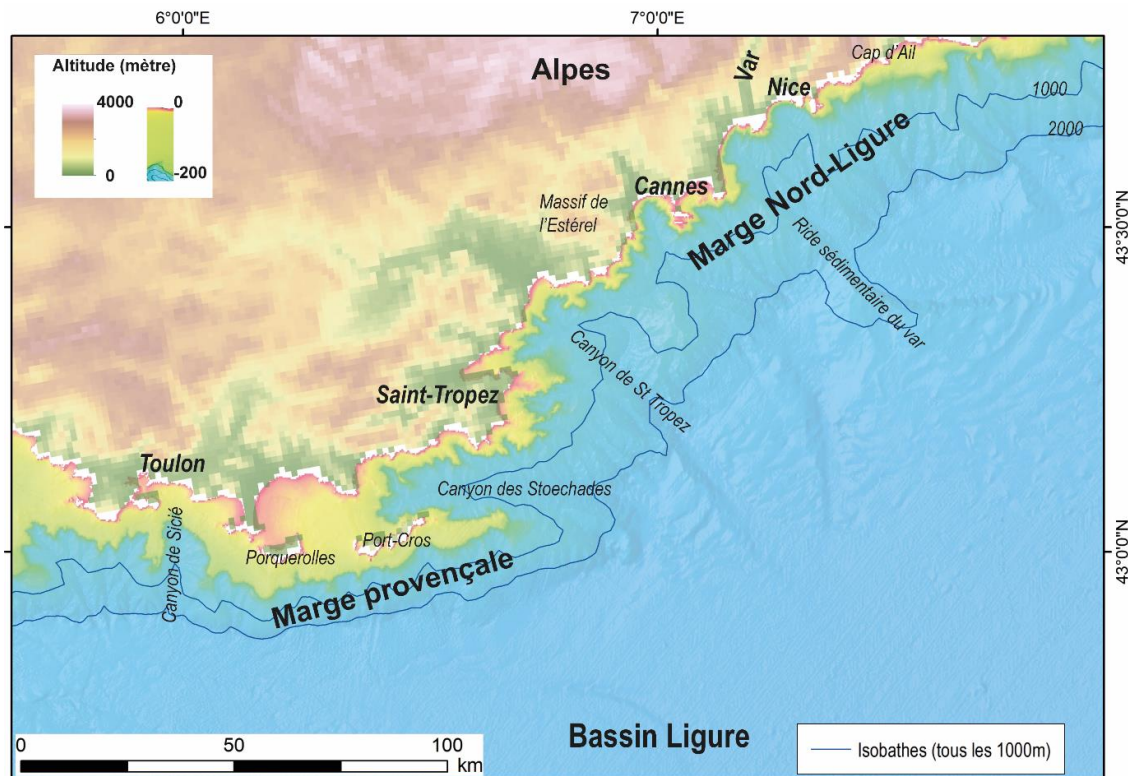 6°0'0"E
7°0'0"E
Altitude (mètre)
4000
0
0
-200
Alpes
Var
Cap d'Ail
Nice
1000
2000
Cannes
Massif de
l'Estérel
Marge Nord-Ligure
43°30'0"N
Ride sédimentaire du var
Canyon de St Tropez
Saint-Tropez
Toulon
Canyon des Stoechades
Canyon de Sicié
Porquerolles
Port-Cros
43°0'0"N
Marge provençale
Bassin Ligure
0
50
100
km
Isobathes (tous les 1000m)